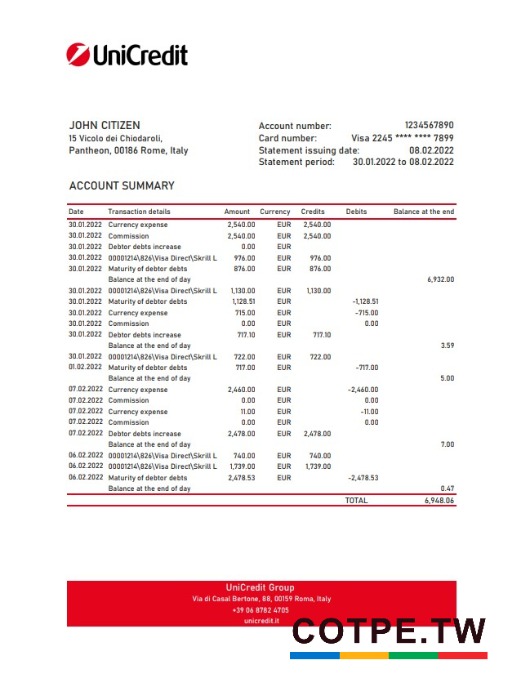 UniCredit
JOHN CITIZEN
15 Vicolo dei Chiodaroli,
Pantheon, 00186 Rome, Italy
Account number: 1234567890
Card number: Visa 2245 **** **** 7899
Statement issuing date: 08.02.2022
Statement period: 30.01.2022 to 08.02.2022
ACCOUNT SUMMARY
Date Transaction details Amount Currency Credits Debits Balance at the end
30.01.2022 Currency expense 2,540.00 EUR 2,540.00
30.01.2022 Commission 2,540.00 EUR 2,540.00
30.01.2022 Debtor debts increase 0.00 EUR
30.01.2022 00001214\826\Visa Direct\Skrill L 976.00 EUR 976.00
30.01.2022 Maturity of debtor debts 876.00 EUR 876.00
Balance at the end of day 6,932.00
30.01.2022 00001214\826\Visa Direct\Skrill L 1,130.00 EUR 1,130.00
30.01.2022 Maturity of debtor debts 1,128.51 EUR -1,128.51
30.01.2022 Currency expense 715.00 EUR -715.00
30.01.2022 Commission 0.00 EUR 0.00
30.01.2022 Debtor debts increase 717.10 EUR 717.10
Balance at the end of day 3.59
30.01.2022 00001214\826\Visa Direct\Skrill L 722.00 EUR 722.00
01.02.2022 Maturity of debtor debts 717.00 EUR -717.00
Balance at the end of day 5.00
07.02.2022 Currency expense 2,460.00 EUR -2,460.00
07.02.2022 Commission 0.00 EUR 0.00
07.02.2022 Currency expense 11.00 EUR -11.00
07.02.2022 Commission 0.00 EUR 0.00
07.02.2022 Debtor debts increase 2,478.00 EUR 2,478.00
Balance at the end of day 7.00
06.02.2022 00001214\826\Visa Direct\Skrill L 740.00 EUR 740.00
06.02.2022 00001214\826\Visa Direct\Skrill L 1,739.00 EUR 1,739.00
06.02.2022 Maturity of debtor debts 2,478.53 EUR -2,478.53
Balance at the end of day 0.47
TOTAL 6,948.06
UniCredit Group
Via di Casal Bertone, 88, 00159 Roma, Italy
+39 06 8782 4705
unicredit.it
COTPE.TW